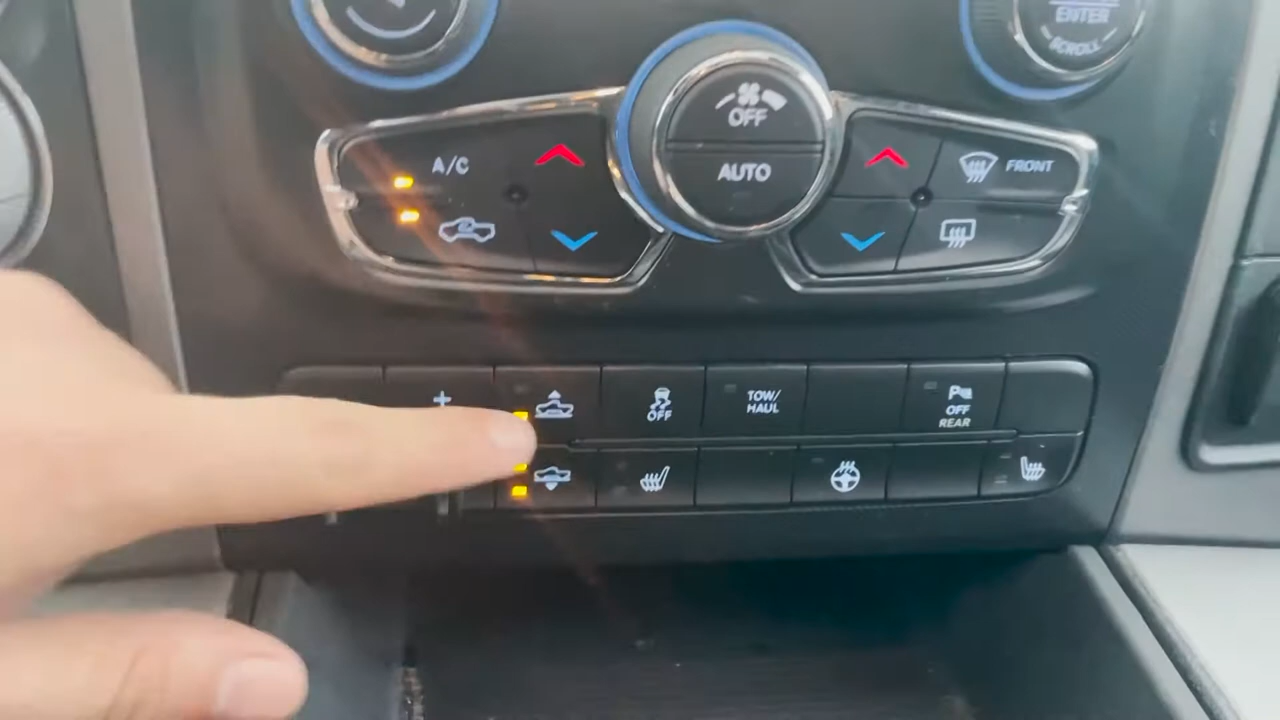 ENTER
SCROLL
OFF
A/C
AUTO
FRONT
OFF
TOW/
HAUL
OFF
REAR